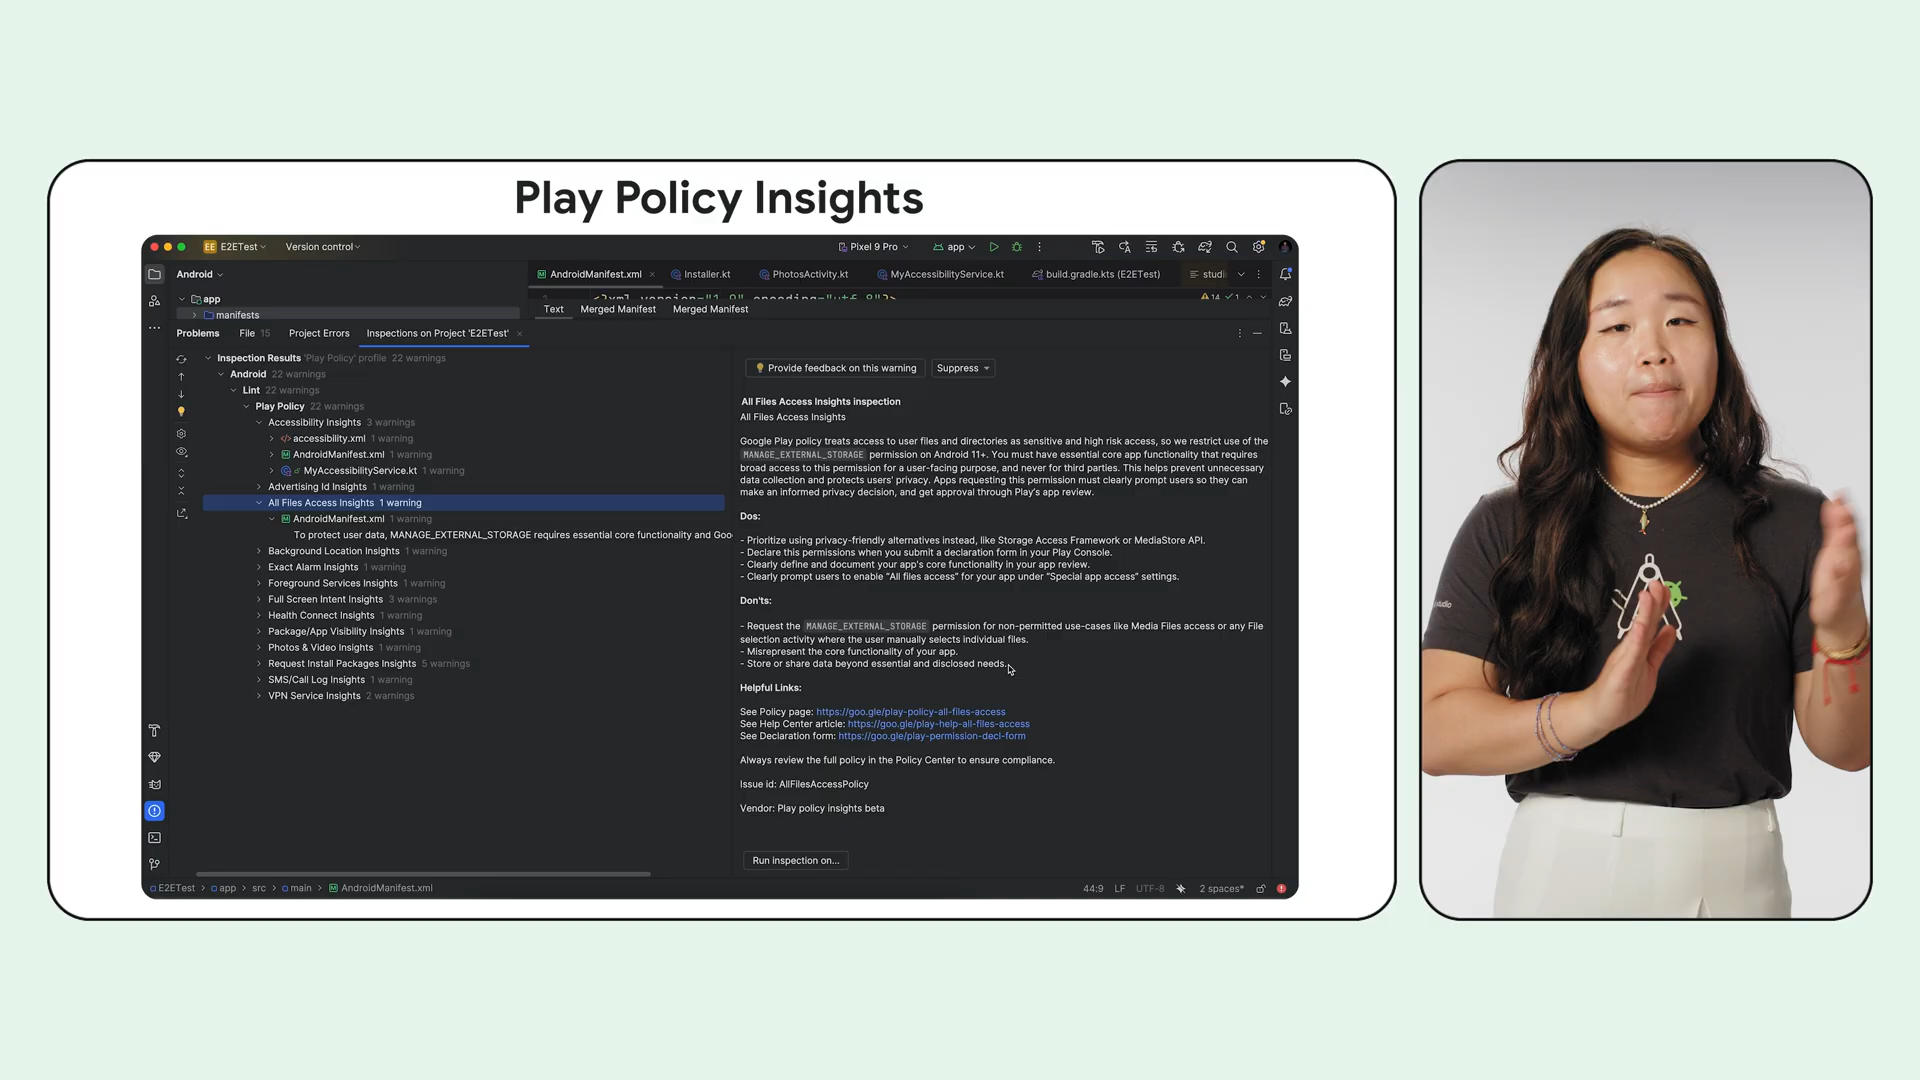 Play Policy Insights
EE E2ETest
Version control
Pixel 9 Pro
app
Android
AndroidManifest.xml
Installer.kt
PhotosActivity.kt
MyAccessibilityService.kt
build.gradle.kts (E2ETest)
studi
app
<?xml version="1.0" encoding="utf-8"?>
14
1
manifests
Text
Merged Manifest
Merged Manifest
Problems
File 15
Project Errors
Inspections on Project 'E2ETest'
Inspection Results 'Play Policy' profile 22 warnings
Android 22 warnings
Lint 22 warnings
Play Policy 22 warnings
Accessibility Insights 3 warnings
accessibility.xml 1 warning
AndroidManifest.xml 1 warning
MyAccessibilityService.kt 1 warning
Advertising Id Insights 1 warning
All Files Access Insights 1 warning
AndroidManifest.xml 1 warning
To protect user data, MANAGE_EXTERNAL_STORAGE requires essential core functionality and Goo
Background Location Insights 1 warning
Exact Alarm Insights 1 warning
Foreground Services Insights 1 warning
Full Screen Intent Insights 3 warnings
Health Connect Insights 1 warning
Package/App Visibility Insights 1 warning
Photos & Video Insights 1 warning
Request Install Packages Insights 5 warnings
SMS/Call Log Insights 1 warning
VPN Service Insights 2 warnings
Provide feedback on this warning
Suppress
All Files Access Insights inspection
All Files Access Insights
Google Play policy treats access to user files and directories as sensitive and high risk access, so we restrict use of the
MANAGE_EXTERNAL_STORAGE permission on Android 11+. You must have essential core app functionality that requires
broad access to this permission for a user-facing purpose, and never for third parties. This helps prevent unnecessary
data collection and protects users' privacy. Apps requesting this permission must clearly prompt users so they can
make an informed privacy decision, and get approval through Play's app review.
Dos:
- Prioritize using privacy-friendly alternatives instead, like Storage Access Framework or MediaStore API.
- Declare this permissions when you submit a declaration form in your Play Console.
- Clearly define and document your app's core functionality in your app review.
- Clearly prompt users to enable “All files access” for your app under “Special app access” settings.
Don'ts:
- Request the MANAGE_EXTERNAL_STORAGE permission for non-permitted use-cases like Media Files access or any File
selection activity where the user manually selects individual files.
- Misrepresent the core functionality of your app.
- Store or share data beyond essential and disclosed needs.
Helpful Links:
See Policy page: https://goo.gle/play-policy-all-files-access
See Help Center article: https://goo.gle/play-help-all-files-access
See Declaration form: https://goo.gle/play-permission-decl-form
Always review the full policy in the Policy Center to ensure compliance.
Issue id: AllFilesAccessPolicy
Vendor: Play policy insights beta
Run inspection on...
E2ETest > app > src > main > AndroidManifest.xml
44:9 LF UTF-8 2 spaces*